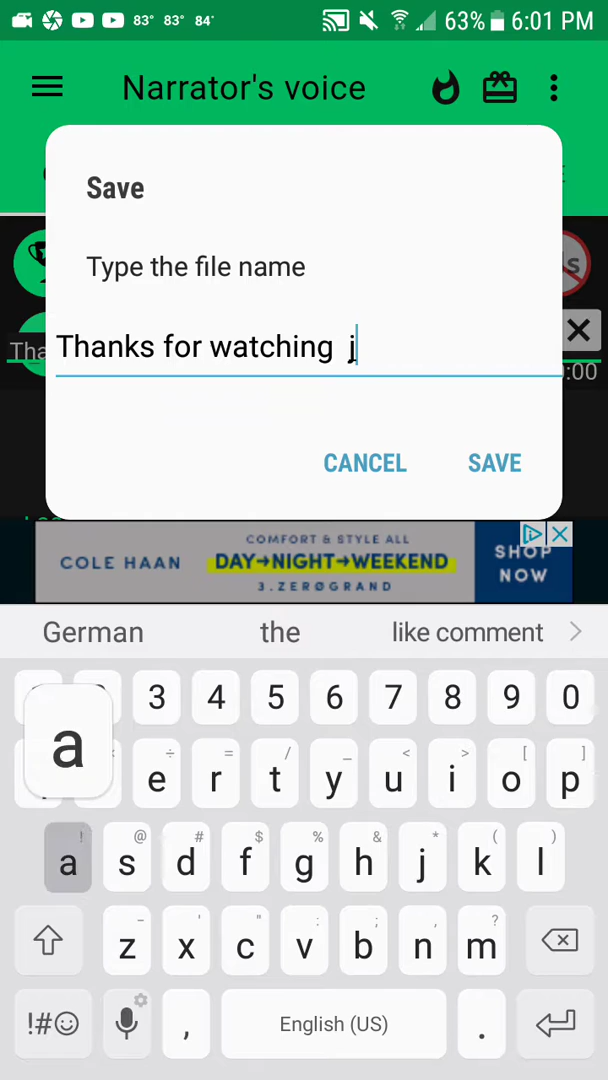 83° 83° 84° 63% 6:01 PM
Narrator's voice
Save
Type the file name
Tha
Thanks for watching  j
:00
CANCEL SAVE
COLE HAAN
COMFORT & STYLE ALL
DAY→NIGHT→WEEKEND
3.ZERØGRAND
SHOP
NOW
German the like comment
3 4 5 6 7 8 9 0
a
÷ = / _ < > [ ]
e r t y u i o p
! @ # $ % & * ( )
a s d f g h j k l
- ' " : ; , ?
z x c v b n m
!#☺ , English (US) .